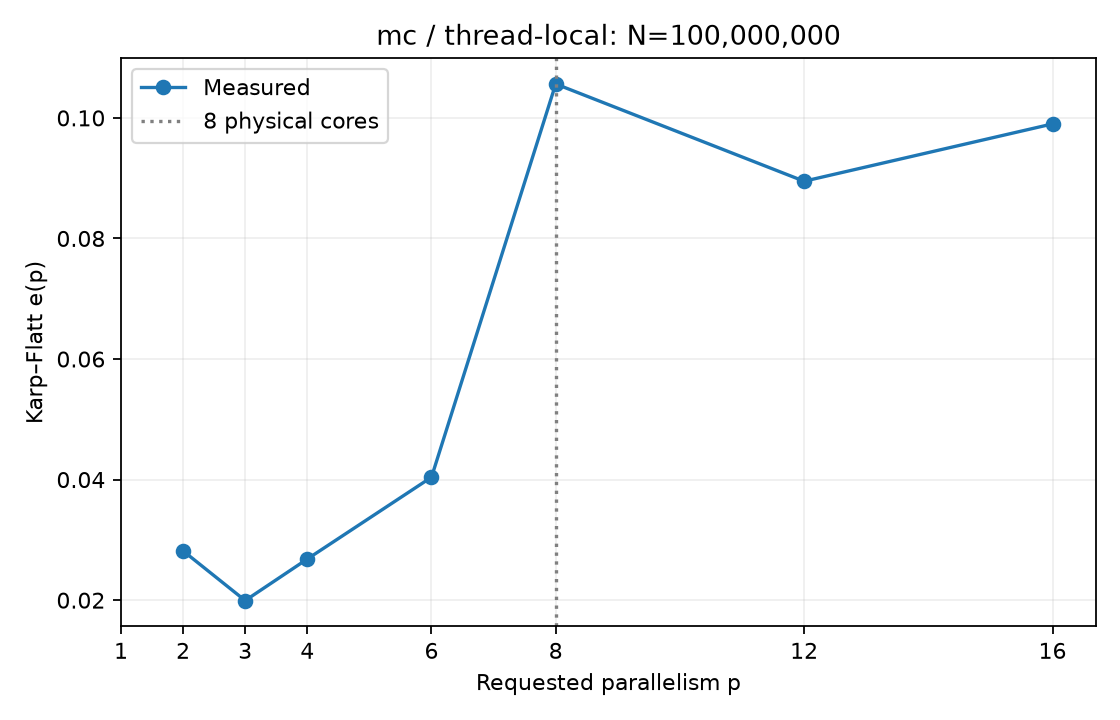 mc / thread-local: N=100,000,000
Measured
8 physical cores
Karp–Flatt e(p)
0.10
0.08
0.06
0.04
0.02
1 2 3 4 6 8 12 16
Requested parallelism p